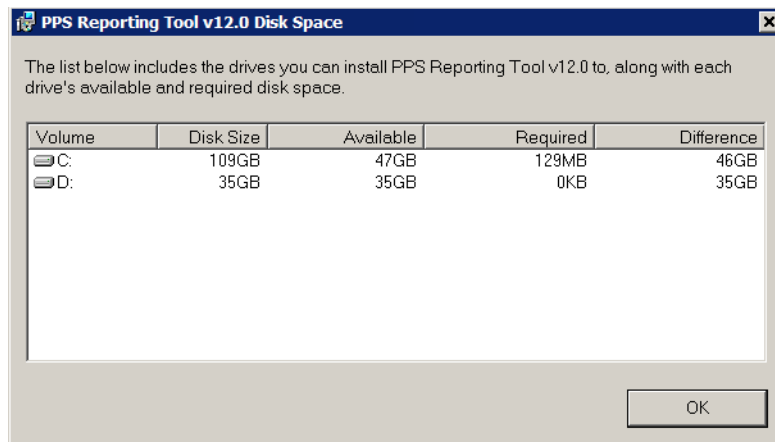 PPS Reporting Tool v12.0 Disk Space
The list below includes the drives you can install PPS Reporting Tool v12.0 to, along with each
drive's available and required disk space.
Volume Disk Size Available Required Difference
C: 109GB 47GB 129MB 46GB
D: 35GB 35GB 0KB 35GB
OK